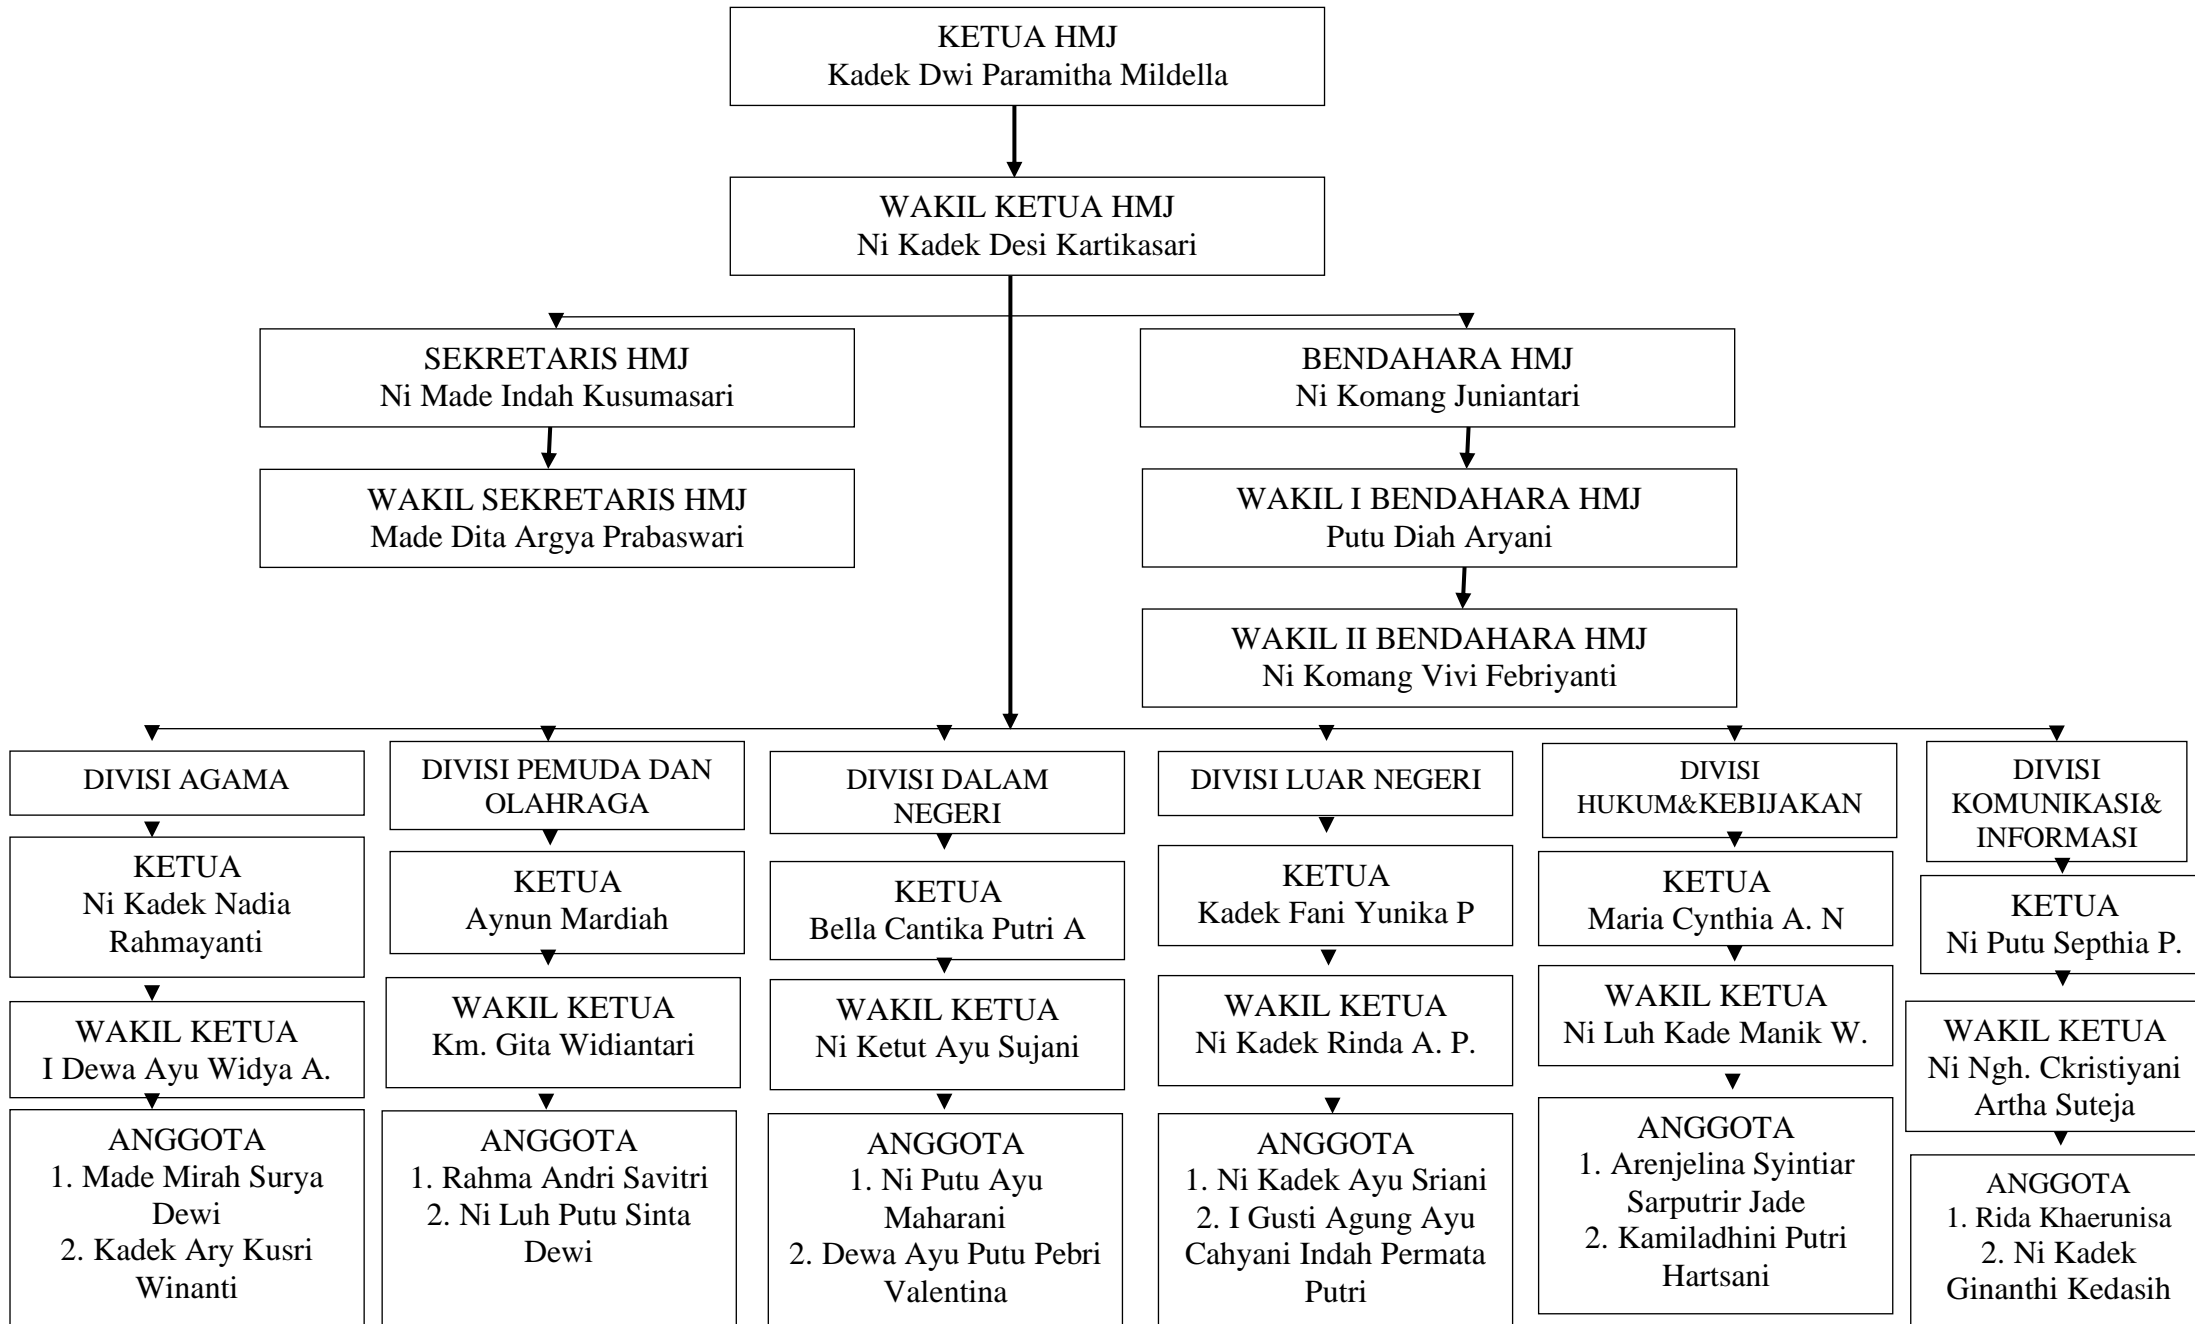 KETUA HMJ
Kadek Dwi Paramitha Mildella
WAKIL KETUA HMJ
Ni Kadek Desi Kartikasari
SEKRETARIS HMJ
Ni Made Indah Kusumasari
BENDAHARA HMJ
Ni Komang Juniantari
WAKIL SEKRETARIS HMJ
Made Dita Argya Prabaswari
WAKIL I BENDAHARA HMJ
Putu Diah Aryani
WAKIL II BENDAHARA HMJ
Ni Komang Vivi Febriyanti
DIVISI AGAMA
KETUA
Ni Kadek Nadia
Rahmayanti
WAKIL KETUA
I Dewa Ayu Widya A.
ANGGOTA
1. Made Mirah Surya
Dewi
2. Kadek Ary Kusri
Winanti
DIVISI PEMUDA DAN
OLAHRAGA
KETUA
Aynun Mardiah
WAKIL KETUA
Km. Gita Widiantari
ANGGOTA
1. Rahma Andri Savitri
2. Ni Luh Putu Sinta
Dewi
DIVISI DALAM
NEGERI
KETUA
Bella Cantika Putri A
WAKIL KETUA
Ni Ketut Ayu Sujani
ANGGOTA
1. Ni Putu Ayu
Maharani
2. Dewa Ayu Putu Pebri
Valentina
DIVISI LUAR NEGERI
KETUA
Kadek Fani Yunika P
WAKIL KETUA
Ni Kadek Rinda A. P.
ANGGOTA
1. Ni Kadek Ayu Sriani
2. I Gusti Agung Ayu
Cahyani Indah Permata
Putri
DIVISI
HUKUM&KEBIJAKAN
KETUA
Maria Cynthia A. N
WAKIL KETUA
Ni Luh Kade Manik W.
ANGGOTA
1. Arenjelina Syintiar
Sarputrir Jade
2. Kamiladhini Putri
Hartsani
DIVISI
KOMUNIKASI&
INFORMASI
KETUA
Ni Putu Septhia P.
WAKIL KETUA
Ni Ngh. Ckristiyani
Artha Suteja
ANGGOTA
1. Rida Khaerunisa
2. Ni Kadek
Ginanthi Kedasih